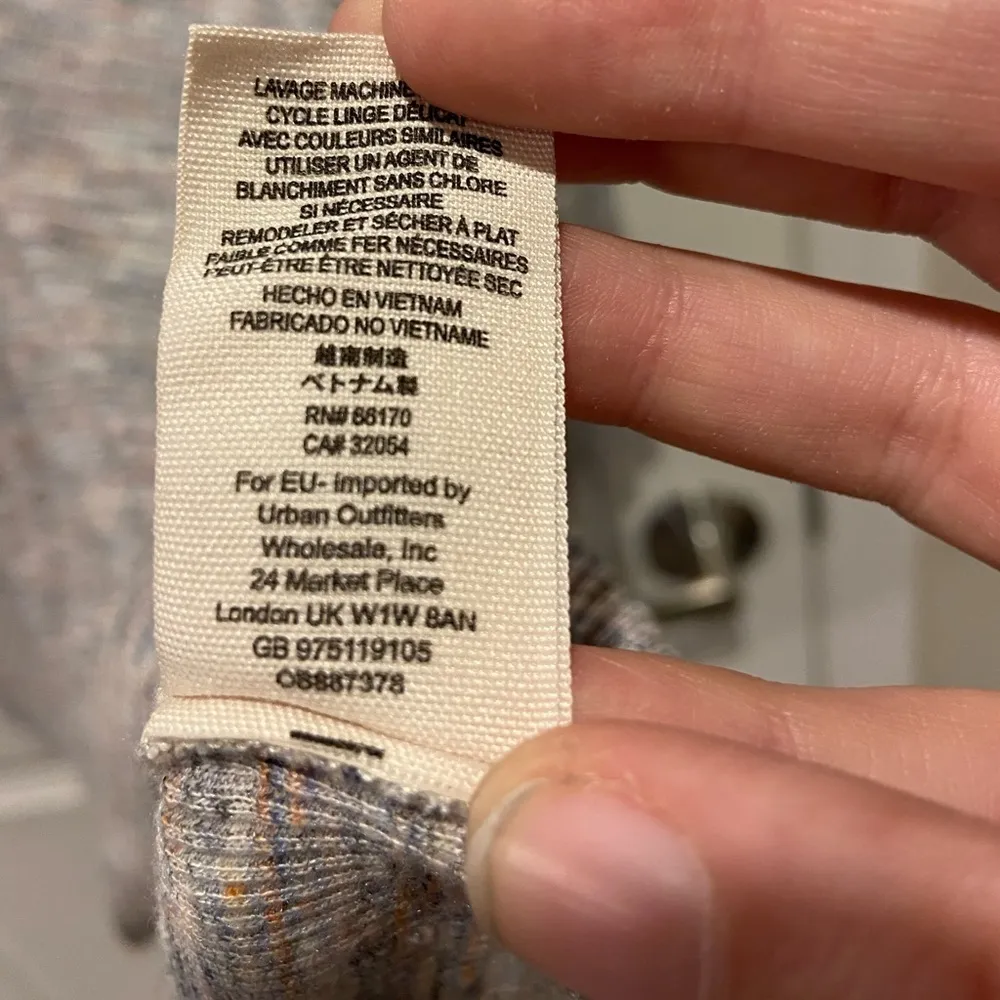 LAVAGE MACHINE
CYCLE LINGE DÉLICAT
AVEC COULEURS SIMILAIRES
UTILISER UN AGENT DE
BLANCHIMENT SANS CHLORE
SI NÉCESSAIRE
REMODELER ET SÉCHER À PLAT
FAIBLE COMME FER NÉCESSAIRES
PEUT-ÊTRE ÊTRE NETTOYÉE SEC
HECHO EN VIETNAM
FABRICADO NO VIETNAME
越南制造
ベトナム製
RN# 66170
CA# 32054
For EU- imported by
Urban Outfitters
Wholesale, Inc
24 Market Place
London UK W1W 8AN
GB 975119105